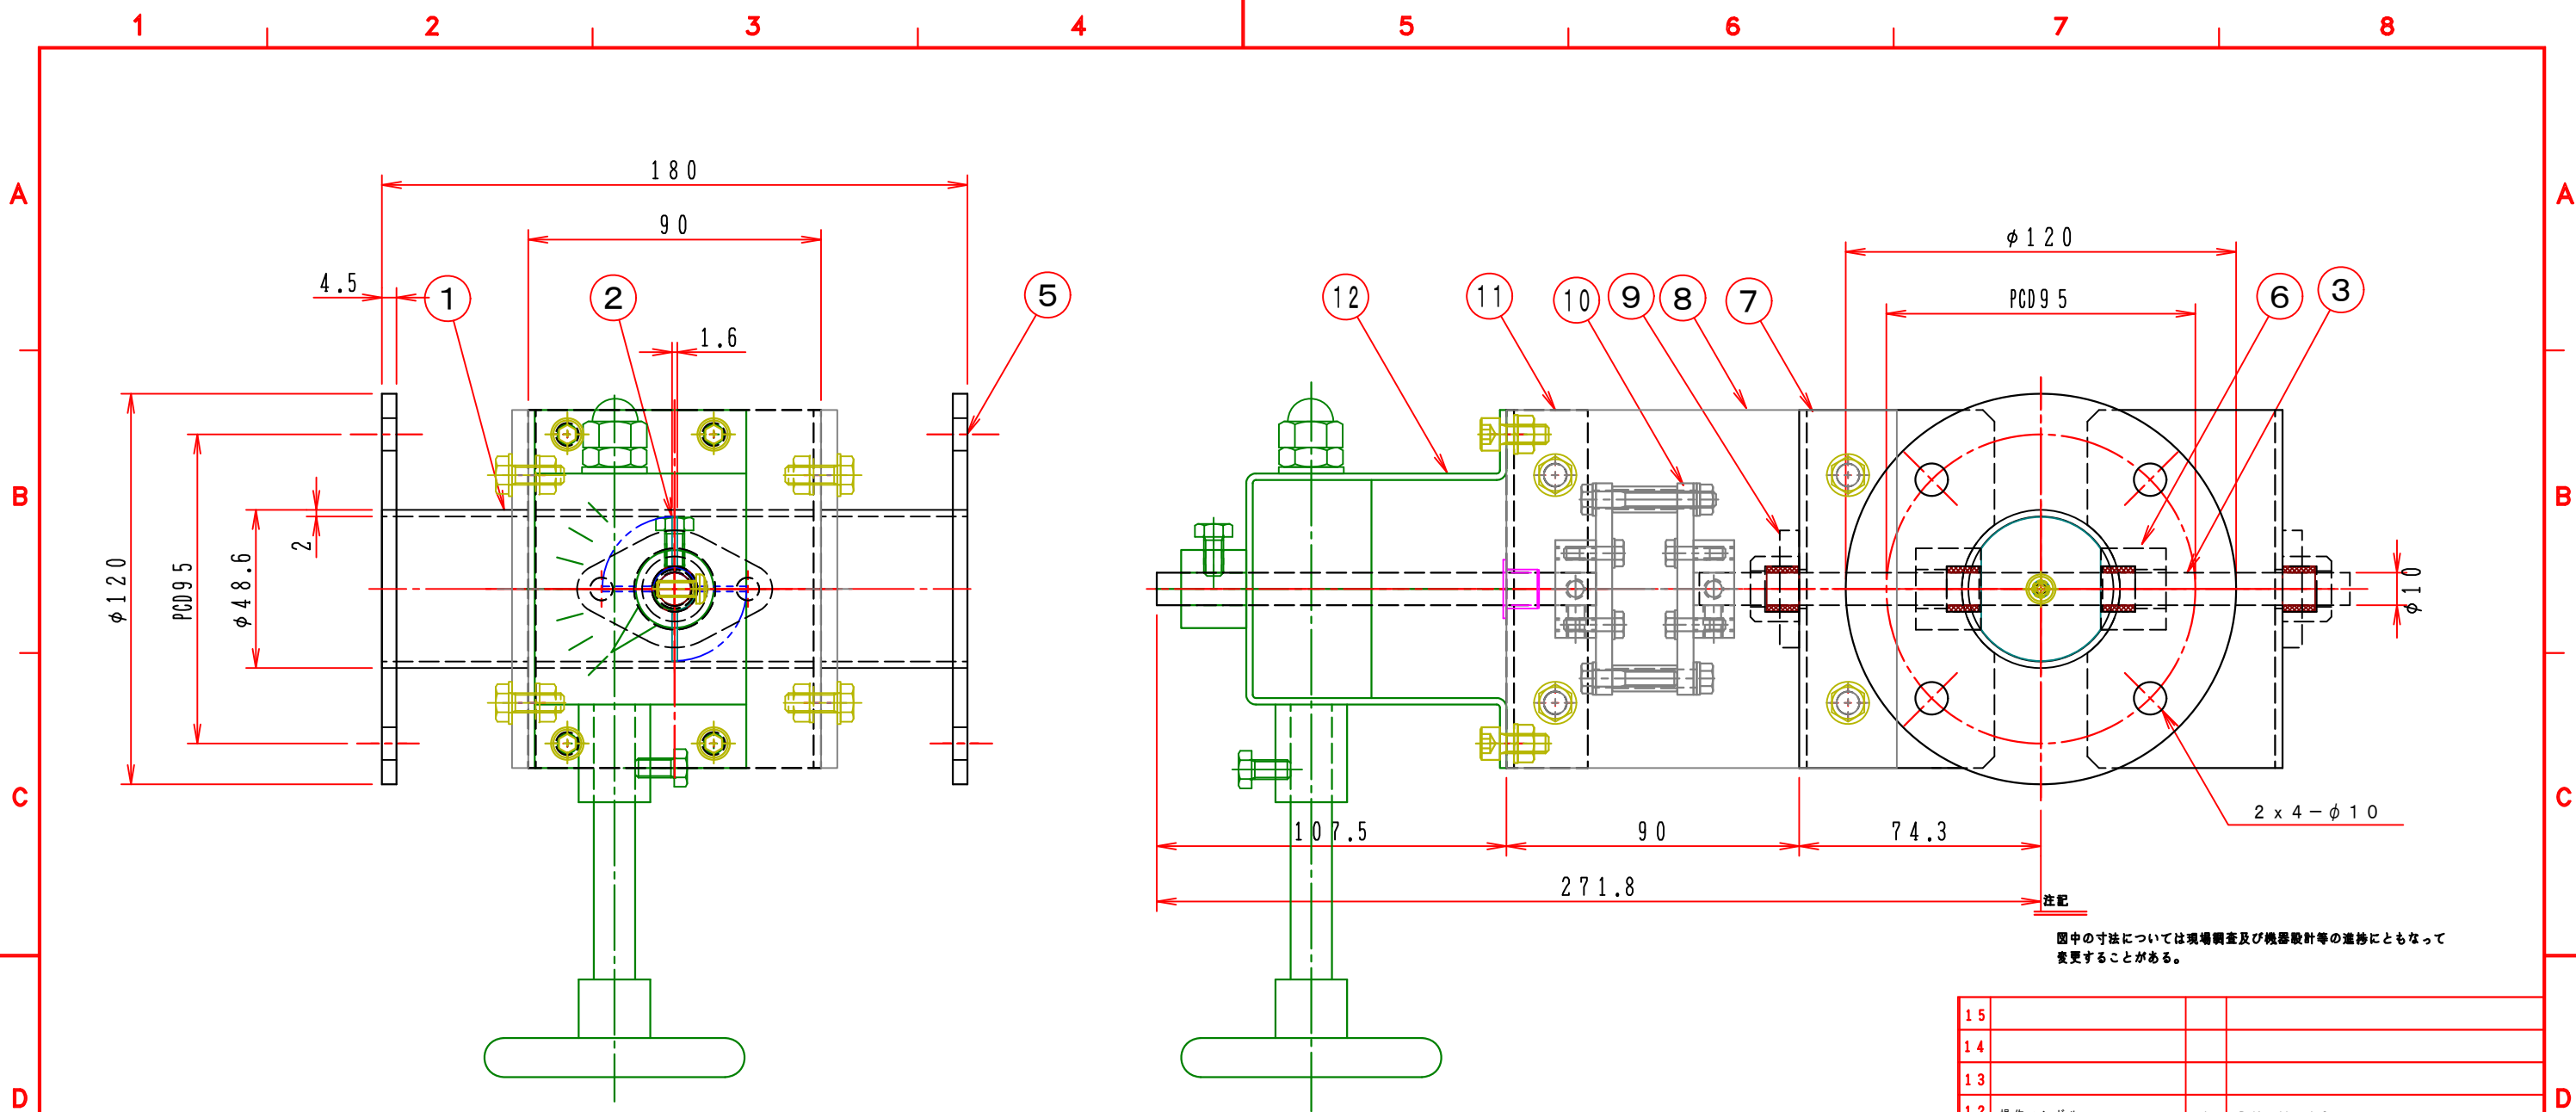 1 2 3 4 5 6 7 8
A A
180
90
φ120
4.5 1 2 5 12 11 10 9 8 7 PCD95 6 3
1.6
B B
2
φ120 PCD95 φ48.6 φ10
C C
2x4-φ10
107.5 90 74.3
271.8
注記
図中の寸法については現場調査及び機器設計等の進捗にともなって
変更することがある。
15
14
13
D D
12